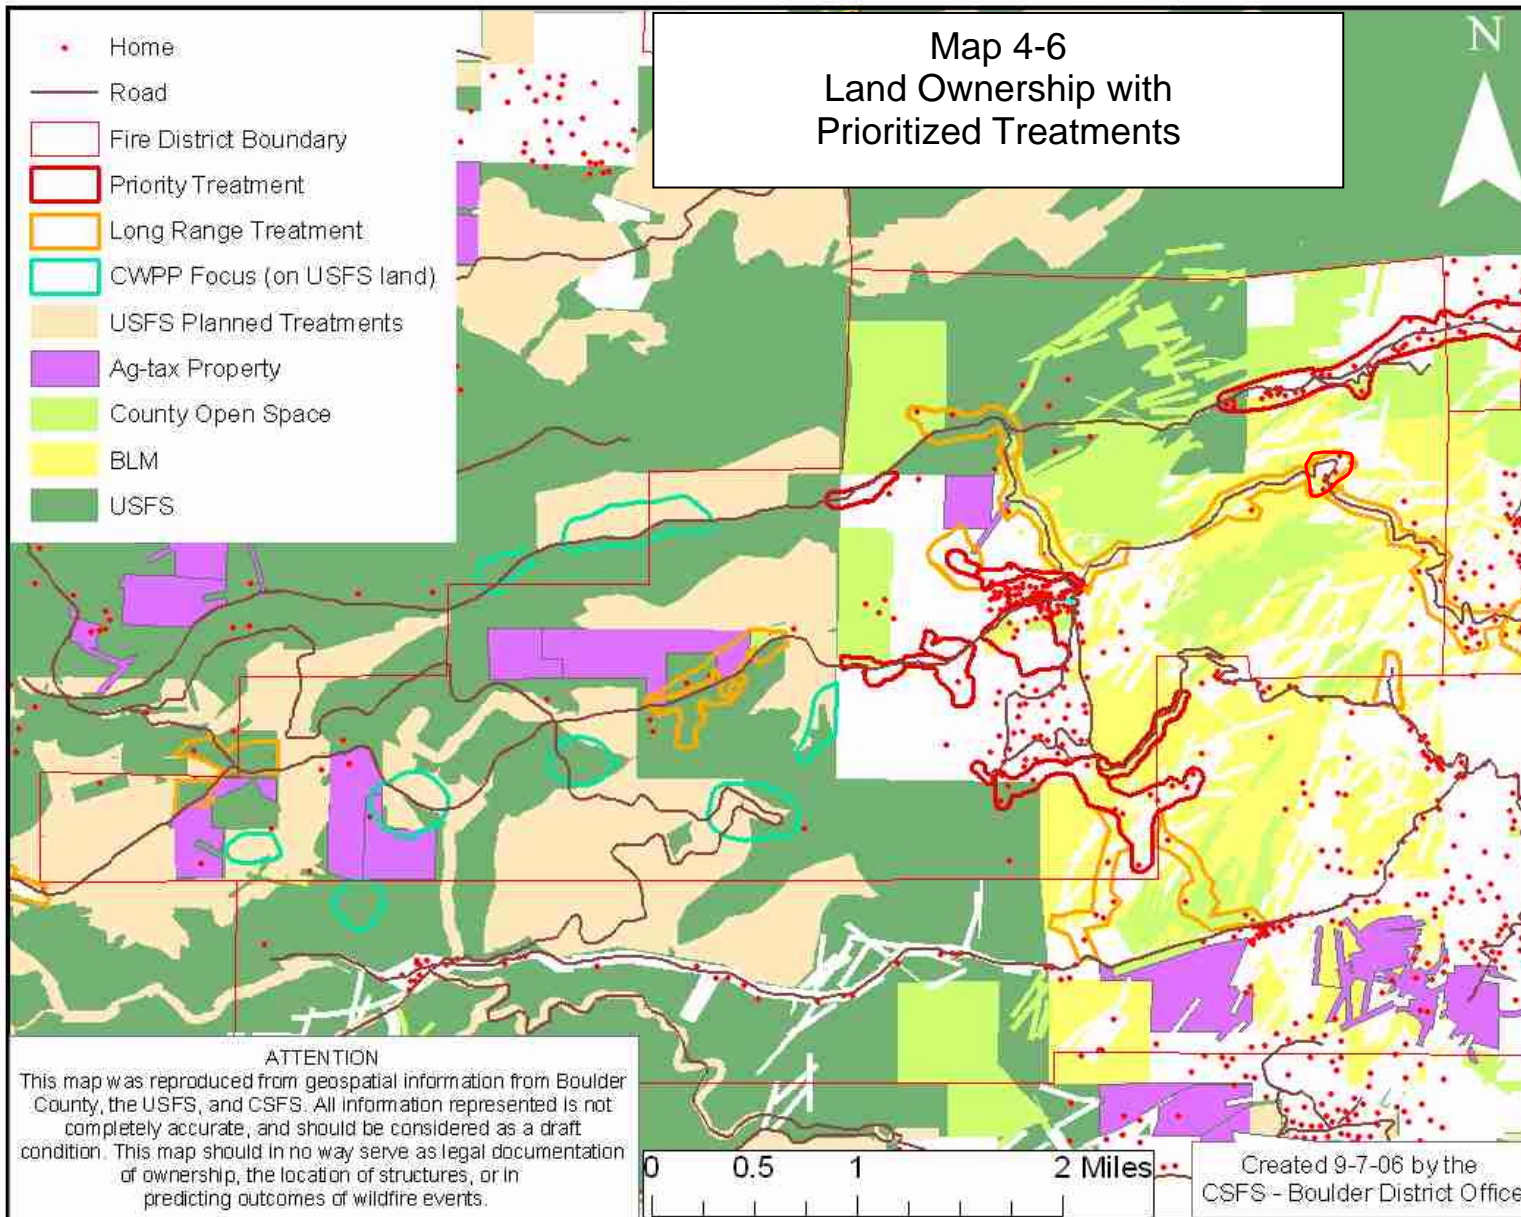 Map 4-6
Land Ownership with
Prioritized Treatments
N
Home
Road
Fire District Boundary
Priority Treatment
Long Range Treatment
CWPP Focus (on USFS land)
USFS Planned Treatments
Ag-tax Property
County Open Space
BLM
USFS
ATTENTION
This map was reproduced from geospatial information from Boulder
County, the USFS, and CSFS. All information represented is not
completely accurate, and should be considered as a draft
condition. This map should in no way serve as legal documentation
of ownership, the location of structures, or in
predicting outcomes of wildfire events.
0 0.5 1 2 Miles
Created 9-7-06 by the
CSFS - Boulder District Office